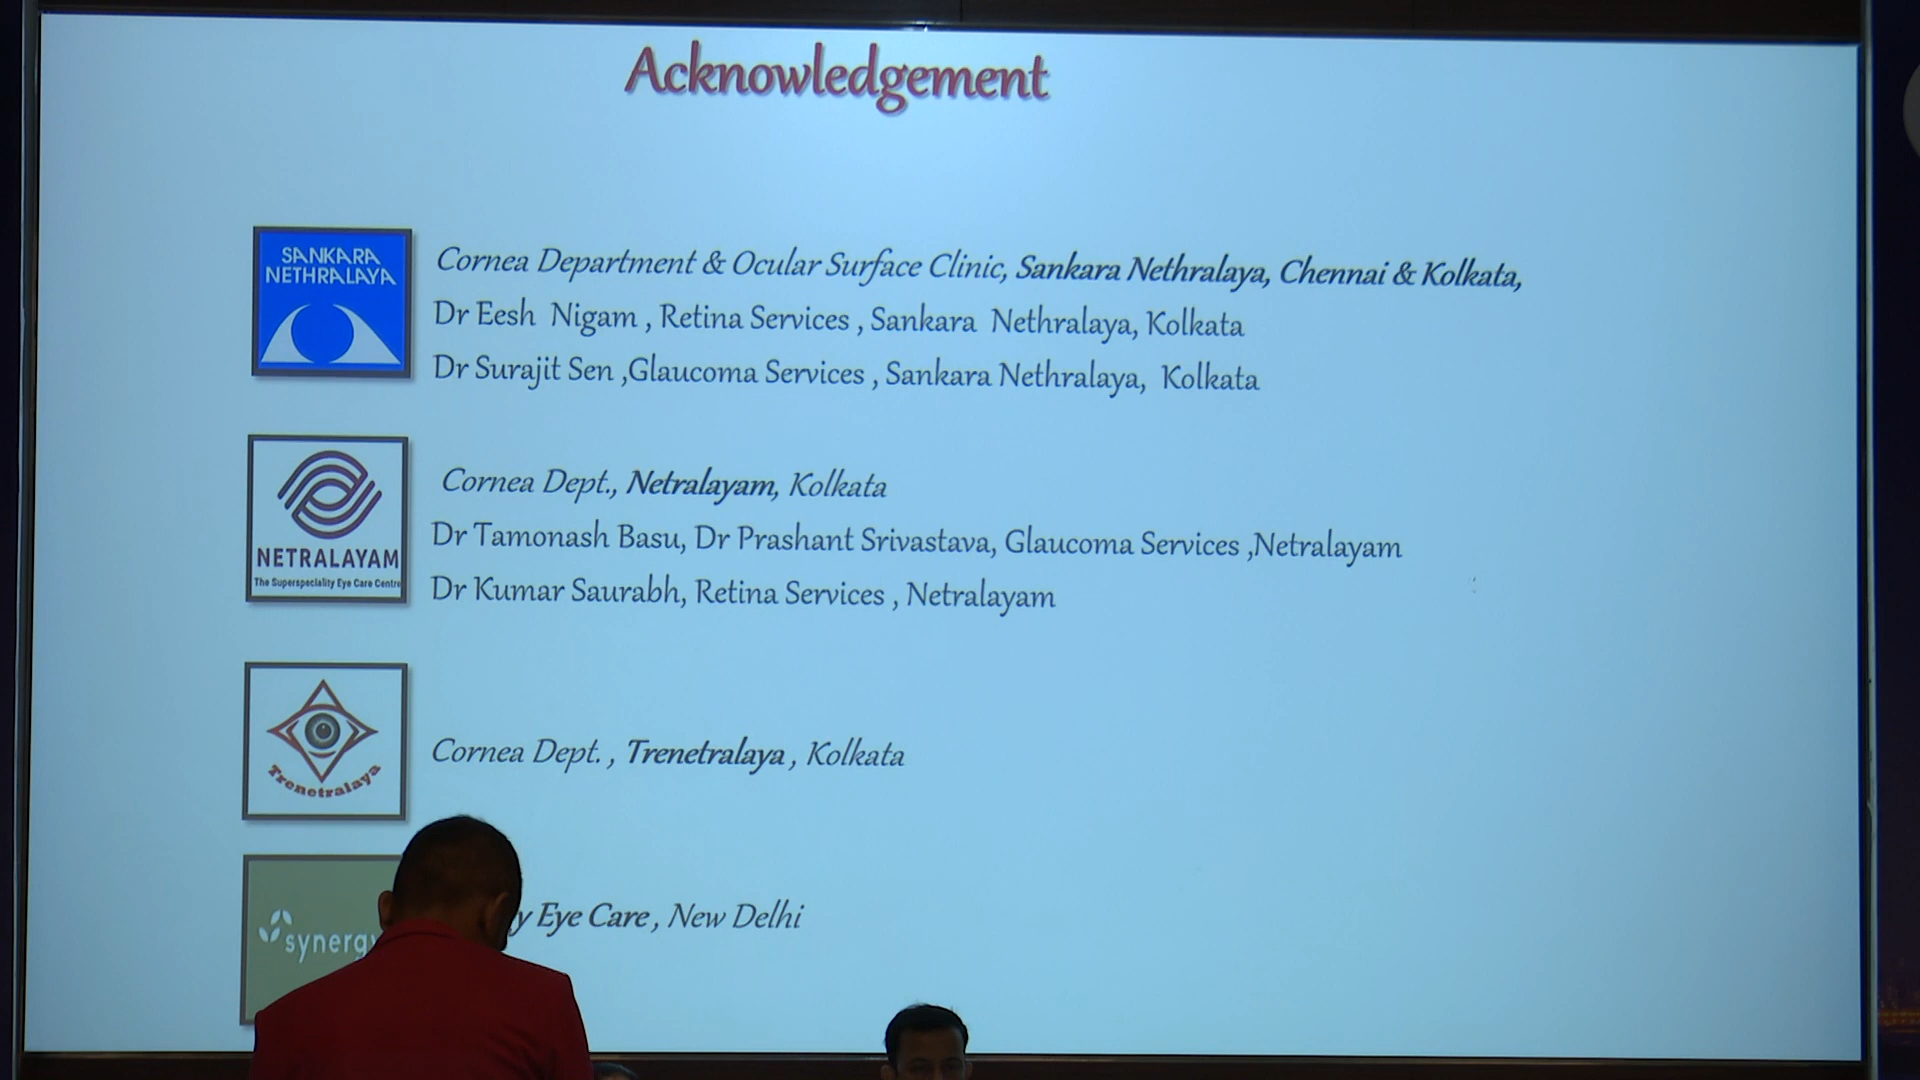 Acknowledgement
SANKARA
NETHRALAYA
Cornea Department & Ocular Surface Clinic, Sankara Nethralaya, Chennai & Kolkata,
Dr Eesh Nigam , Retina Services , Sankara Nethralaya, Kolkata
Dr Surajit Sen ,Glaucoma Services , Sankara Nethralaya, Kolkata
NETRALAYAM
The Superspeciality Eye Care Centre
Cornea Dept., Netralayam, Kolkata
Dr Tamonash Basu, Dr Prashant Srivastava, Glaucoma Services ,Netralayam
Dr Kumar Saurabh, Retina Services , Netralayam
Trenetralaya
Cornea Dept. , Trenetralaya , Kolkata
Eye Care , New Delhi